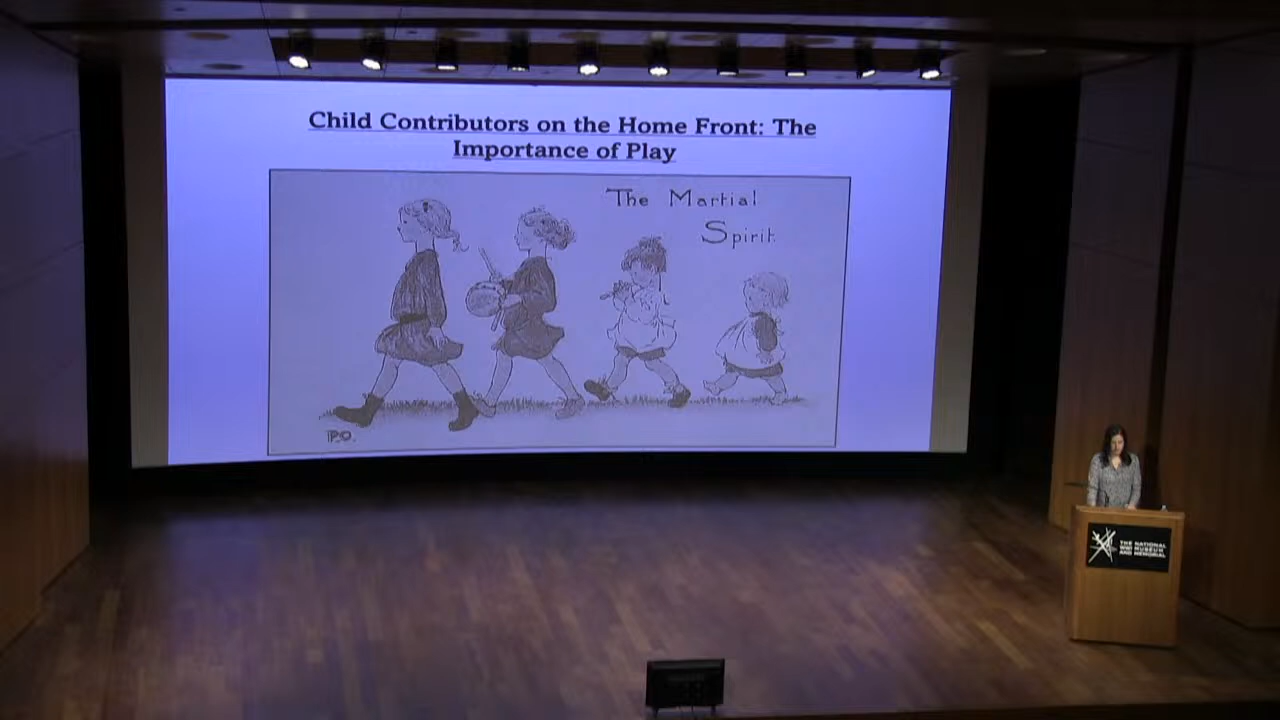 Child Contributors on the Home Front: The
Importance of Play
The Martial
Spirit.
P.O.
THE NATIONAL
WWI MUSEUM
AND MEMORIAL